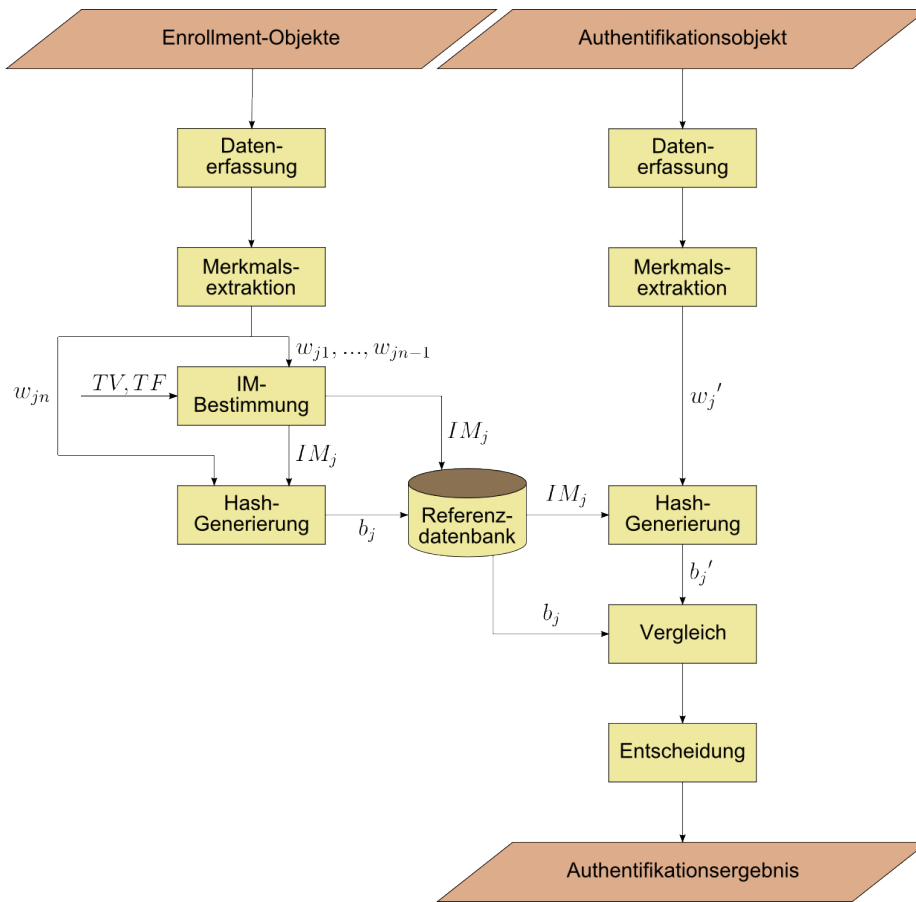 Enrollment-Objekte
Authentifikationsobjekt
Daten-
erfassung
Daten-
erfassung
Merkmals-
extraktion
Merkmals-
extraktion
w_{jn}
w_{j1}, ..., w_{jn-1}
TV, TF
IM-
Bestimmung
w_j'
IM_j
IM_j
Hash-
Generierung
b_j
Referenz-
datenbank
IM_j
Hash-
Generierung
b_j'
b_j
Vergleich
Entscheidung
Authentifikationsergebnis